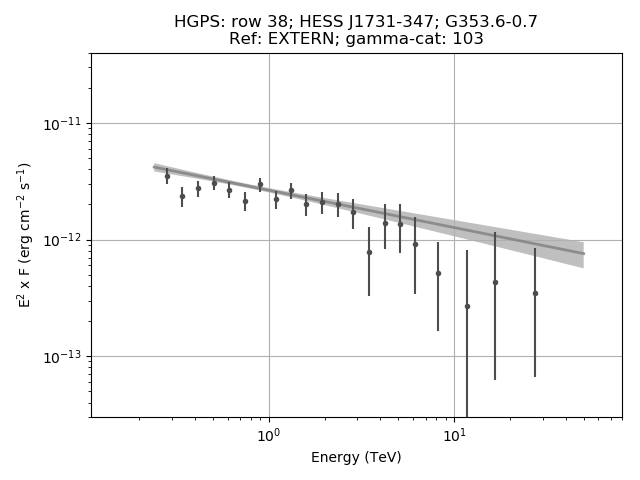 HGPS: row 38; HESS J1731-347; G353.6-0.7
Ref: EXTERN; gamma-cat: 103
E² x F (erg cm⁻² s⁻¹)
10⁻¹¹
10⁻¹²
10⁻¹³
10⁰ 10¹
Energy (TeV)